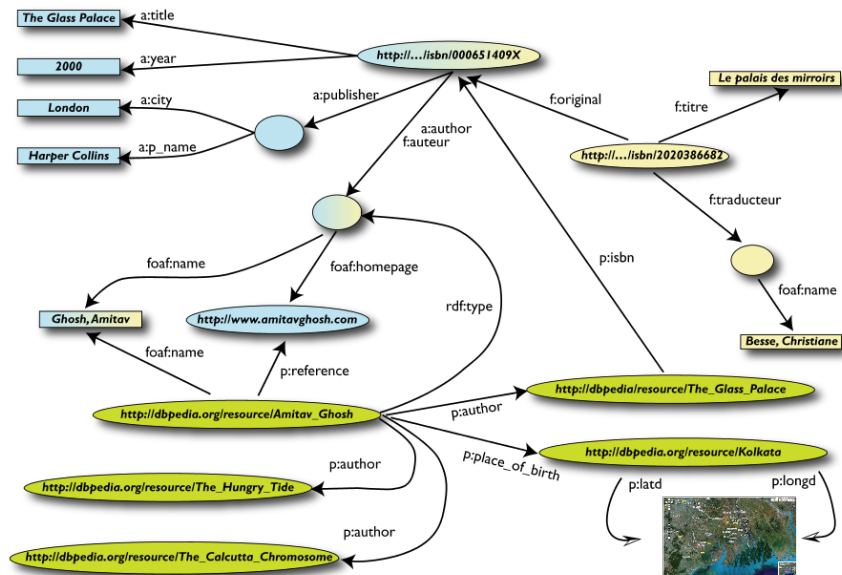 The Glass Palace
a:title
http://.../isbn/000651409X
2000
a:year
Le palais des mirroirs
London
a:city
a:publisher
f:original
f:titre
a:author
f:auteur
Harper Collins
a:p_name
http://.../isbn/2020386682
f:traducteur
foaf:name
foaf:homepage
p:isbn
foaf:name
rdf:type
Ghosh, Amitav
http://www.amitavghosh.com
Besse, Christiane
foaf:name
p:reference
http://dbpedia/resource/The_Glass_Palace
http://dbpedia.org/resource/Amitav_Ghosh
p:author
http://dbpedia.org/resource/Kolkata
p:author
p:place_of_birth
http://dbpedia.org/resource/The_Hungry_Tide
p:latd
p:longd
p:author
http://dbpedia.org/resource/The_Calcutta_Chromosome